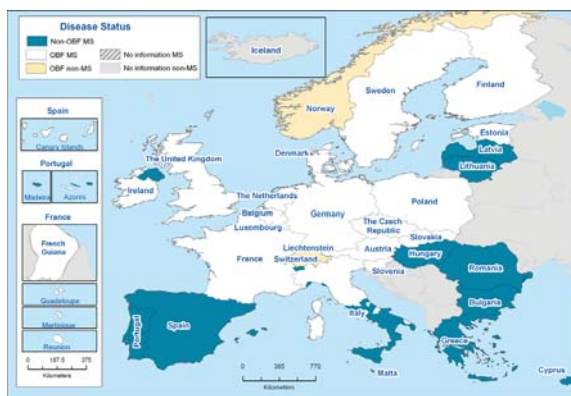 Disease Status
Non-OBF MS
No information MS
OBF MS
No information non-MS
OBF non-MS
Iceland
Spain
Canary Islands
Portugal
Madeira
Azores
France
French
Guiana
Guadeloupe
Martinique
Reunion
0 187.5 375
Kilometers
Norway
Sweden
Finland
Estonia
Latvia
Lithuania
Denmark
The United Kingdom
Ireland
The Netherlands
Belgium
Luxembourg
Germany
Poland
The Czech
Republic
Slovakia
Liechtenstein
Austria
France
Switzerland
Hungary
Slovenia
Romania
Bulgaria
Portugal
Spain
Italy
Greece
Malta
Cyprus
0 385 770
Kilometers